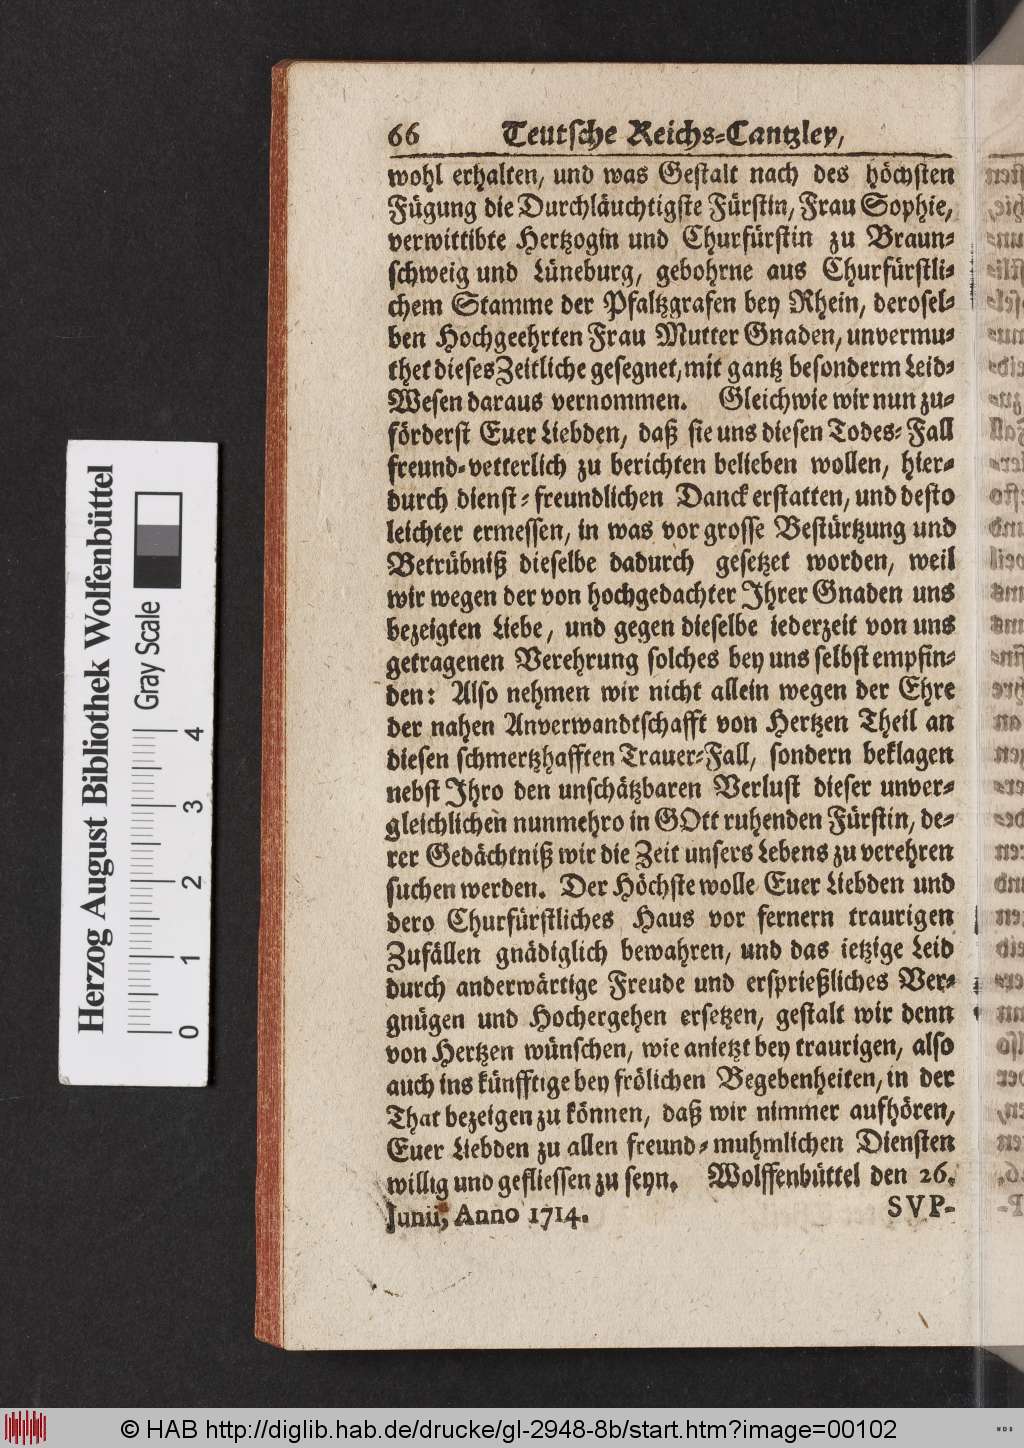 66 Teutsche Reichs-Cantzley,
wohl erhalten, und was Gestalt nach des höchsten
Fügung die Durchläuchtigste Fürstin, Frau Sophie,
verwittibte Hertzogin und Churfürstin zu Braun-
schweig und Lüneburg, gebohrne aus Churfürstli-
chem Stamme der Pfaltzgrafen bey Rhein, derosel-
ben Hochgeehrten Frau Mutter Gnaden, unvermu-
thet dieses Zeitliche gesegnet, mit gantz besonderm Leid-
Wesen daraus vernommen. Gleichwie wir nun zu-
förderst Euer Liebden, daß sie uns diesen Todes-Fall
freund-vetterlich zu berichten belieben wollen, hier-
durch dienst-freundlichen Danck erstatten, und desto
leichter ermessen, in was vor grosse Bestürtzung und
Betrübniß dieselbe dadurch gesetzet worden, weil
wir wegen der von hochgedachter Ihrer Gnaden uns
bezeigten Liebe, und gegen dieselbe iederzeit von uns
getragenen Verehrung solches bey uns selbst empfin-
den: Also nehmen wir nicht allein wegen der Ehre
der nahen Anverwandtschafft von Hertzen Theil an
diesen schmertzhafften Trauer-Fall, sondern beklagen
nebst Ihro den unschätzbaren Verlust dieser unver-
gleichlichen nunmehro in GOtt ruhenden Fürstin, de-
rer Gedächtniß wir die Zeit unsers Lebens zu verehren
suchen werden. Der Höchste wolle Euer Liebden und
dero Churfürstliches Haus vor fernern traurigen
Zufällen gnädiglich bewahren, und das ietzige Leid
durch anderwärtige Freude und ersprießliches Ver-
gnügen und Hochergehen ersetzen, gestalt wir denn
von Hertzen wünschen, wie anietzt bey traurigen, also
auch ins künfftige bey frölichen Begebenheiten, in der
That bezeigen zu können, daß wir nimmer aufhören,
Euer Liebden zu allen freund-muhmlichen Diensten
willig und gefliessen zu seyn. Wolffenbüttel den 26.
Junii, Anno 1714.
SVP-
Herzog August Bibliothek Wolfenbüttel
Gray Scale
0 1 2 3 4
© HAB http://diglib.hab.de/drucke/gl-2948-8b/start.htm?image=00102